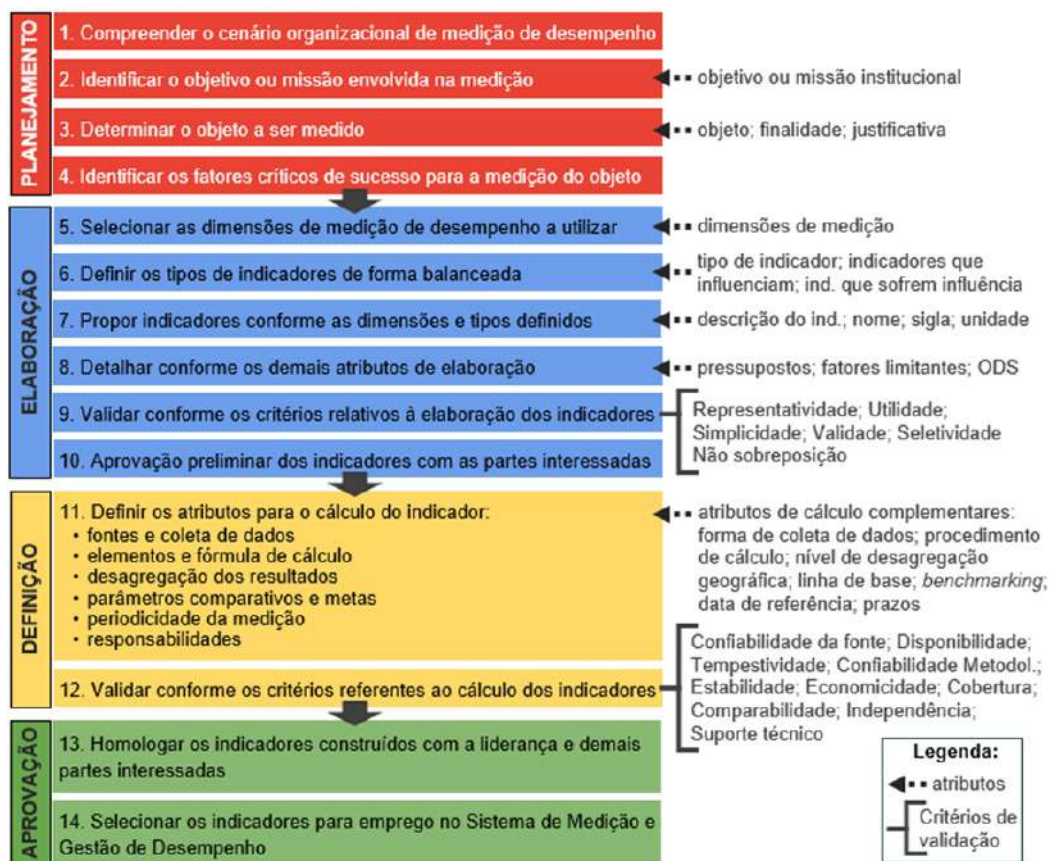 PLANEJAMENTO
1. Compreender o cenário organizacional de medição de desempenho
2. Identificar o objetivo ou missão envolvida na medição
objetivo ou missão institucional
3. Determinar o objeto a ser medido
objeto; finalidade; justificativa
4. Identificar os fatores críticos de sucesso para a medição do objeto
ELABORAÇÃO
5. Selecionar as dimensões de medição de desempenho a utilizar
dimensões de medição
6. Definir os tipos de indicadores de forma balanceada
tipo de indicador; indicadores que
influenciam; ind. que sofrem influência
7. Propor indicadores conforme as dimensões e tipos definidos
descrição do ind.; nome; sigla; unidade
8. Detalhar conforme os demais atributos de elaboração
pressupostos; fatores limitantes; ODS
9. Validar conforme os critérios relativos à elaboração dos indicadores
Representatividade; Utilidade;
Simplicidade; Validade; Seletividade
Não sobreposição
10. Aprovação preliminar dos indicadores com as partes interessadas
DEFINIÇÃO
11. Definir os atributos para o cálculo do indicador:
• fontes e coleta de dados
• elementos e fórmula de cálculo
• desagregação dos resultados
• parâmetros comparativos e metas
• periodicidade da medição
• responsabilidades
atributos de cálculo complementares:
forma de coleta de dados; procedimento
de cálculo; nível de desagregação
geográfica; linha de base; benchmarking;
data de referência; prazos
12. Validar conforme os critérios referentes ao cálculo dos indicadores
Confiabilidade da fonte; Disponibilidade;
Tempestividade; Confiabilidade Metodol.;
Estabilidade; Economicidade; Cobertura;
Comparabilidade; Independência;
Suporte técnico
APROVAÇÃO
13. Homologar os indicadores construídos com a liderança e demais
partes interessadas
14. Selecionar os indicadores para emprego no Sistema de Medição e
Gestão de Desempenho
Legenda:
atributos
Critérios de
validação